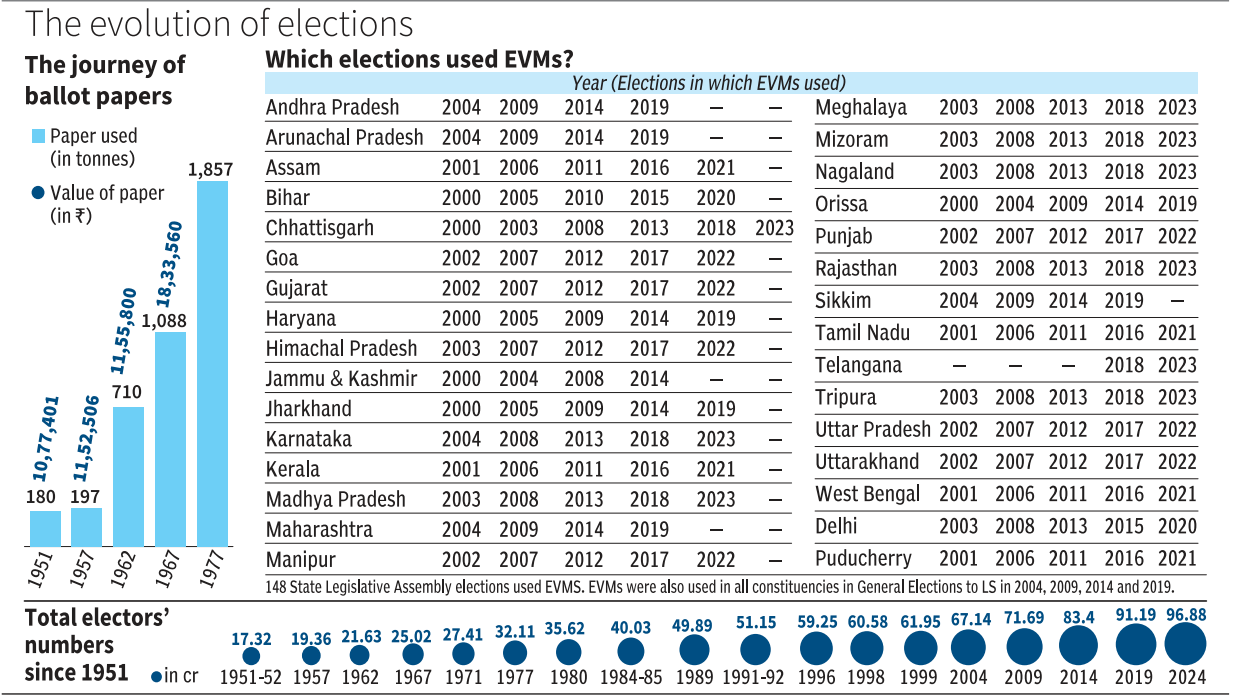 The evolution of elections
The journey of
ballot papers
Paper used
(in tonnes)
Value of paper
(in ₹)
10,77,401
11,52,506
11,55,800
18,33,560
180
197
710
1,088
1,857
1951
1957
1962
1967
1977
Which elections used EVMs?
Year (Elections in which EVMs used)
Andhra Pradesh 2004 2009 2014 2019 — —
Arunachal Pradesh 2004 2009 2014 2019 — —
Assam 2001 2006 2011 2016 2021 —
Bihar 2000 2005 2010 2015 2020 —
Chhattisgarh 2000 2003 2008 2013 2018 2023
Goa 2002 2007 2012 2017 2022 —
Gujarat 2002 2007 2012 2017 2022 —
Haryana 2000 2005 2009 2014 2019 —
Himachal Pradesh 2003 2007 2012 2017 2022 —
Jammu & Kashmir 2000 2004 2008 2014 — —
Jharkhand 2000 2005 2009 2014 2019 —
Karnataka 2004 2008 2013 2018 2023 —
Kerala 2001 2006 2011 2016 2021 —
Madhya Pradesh 2003 2008 2013 2018 2023 —
Maharashtra 2004 2009 2014 2019 — —
Manipur 2002 2007 2012 2017 2022 —
Meghalaya 2003 2008 2013 2018 2023
Mizoram 2003 2008 2013 2018 2023
Nagaland 2003 2008 2013 2018 2023
Orissa 2000 2004 2009 2014 2019
Punjab 2002 2007 2012 2017 2022
Rajasthan 2003 2008 2013 2018 2023
Sikkim 2004 2009 2014 2019 —
Tamil Nadu 2001 2006 2011 2016 2021
Telangana — — — 2018 2023
Tripura 2003 2008 2013 2018 2023
Uttar Pradesh 2002 2007 2012 2017 2022
Uttarakhand 2002 2007 2012 2017 2022
West Bengal 2001 2006 2011 2016 2021
Delhi 2003 2008 2013 2015 2020
Puducherry 2001 2006 2011 2016 2021
148 State Legislative Assembly elections used EVMS. EVMs were also used in all constituencies in General Elections to LS in 2004, 2009, 2014 and 2019.
Total electors’
numbers
since 1951
in cr
17.32 19.36 21.63 25.02 27.41 32.11 35.62 40.03 49.89 51.15 59.25 60.58 61.95 67.14 71.69 83.4 91.19 96.88
1951-52 1957 1962 1967 1971 1977 1980 1984-85 1989 1991-92 1996 1998 1999 2004 2009 2014 2019 2024